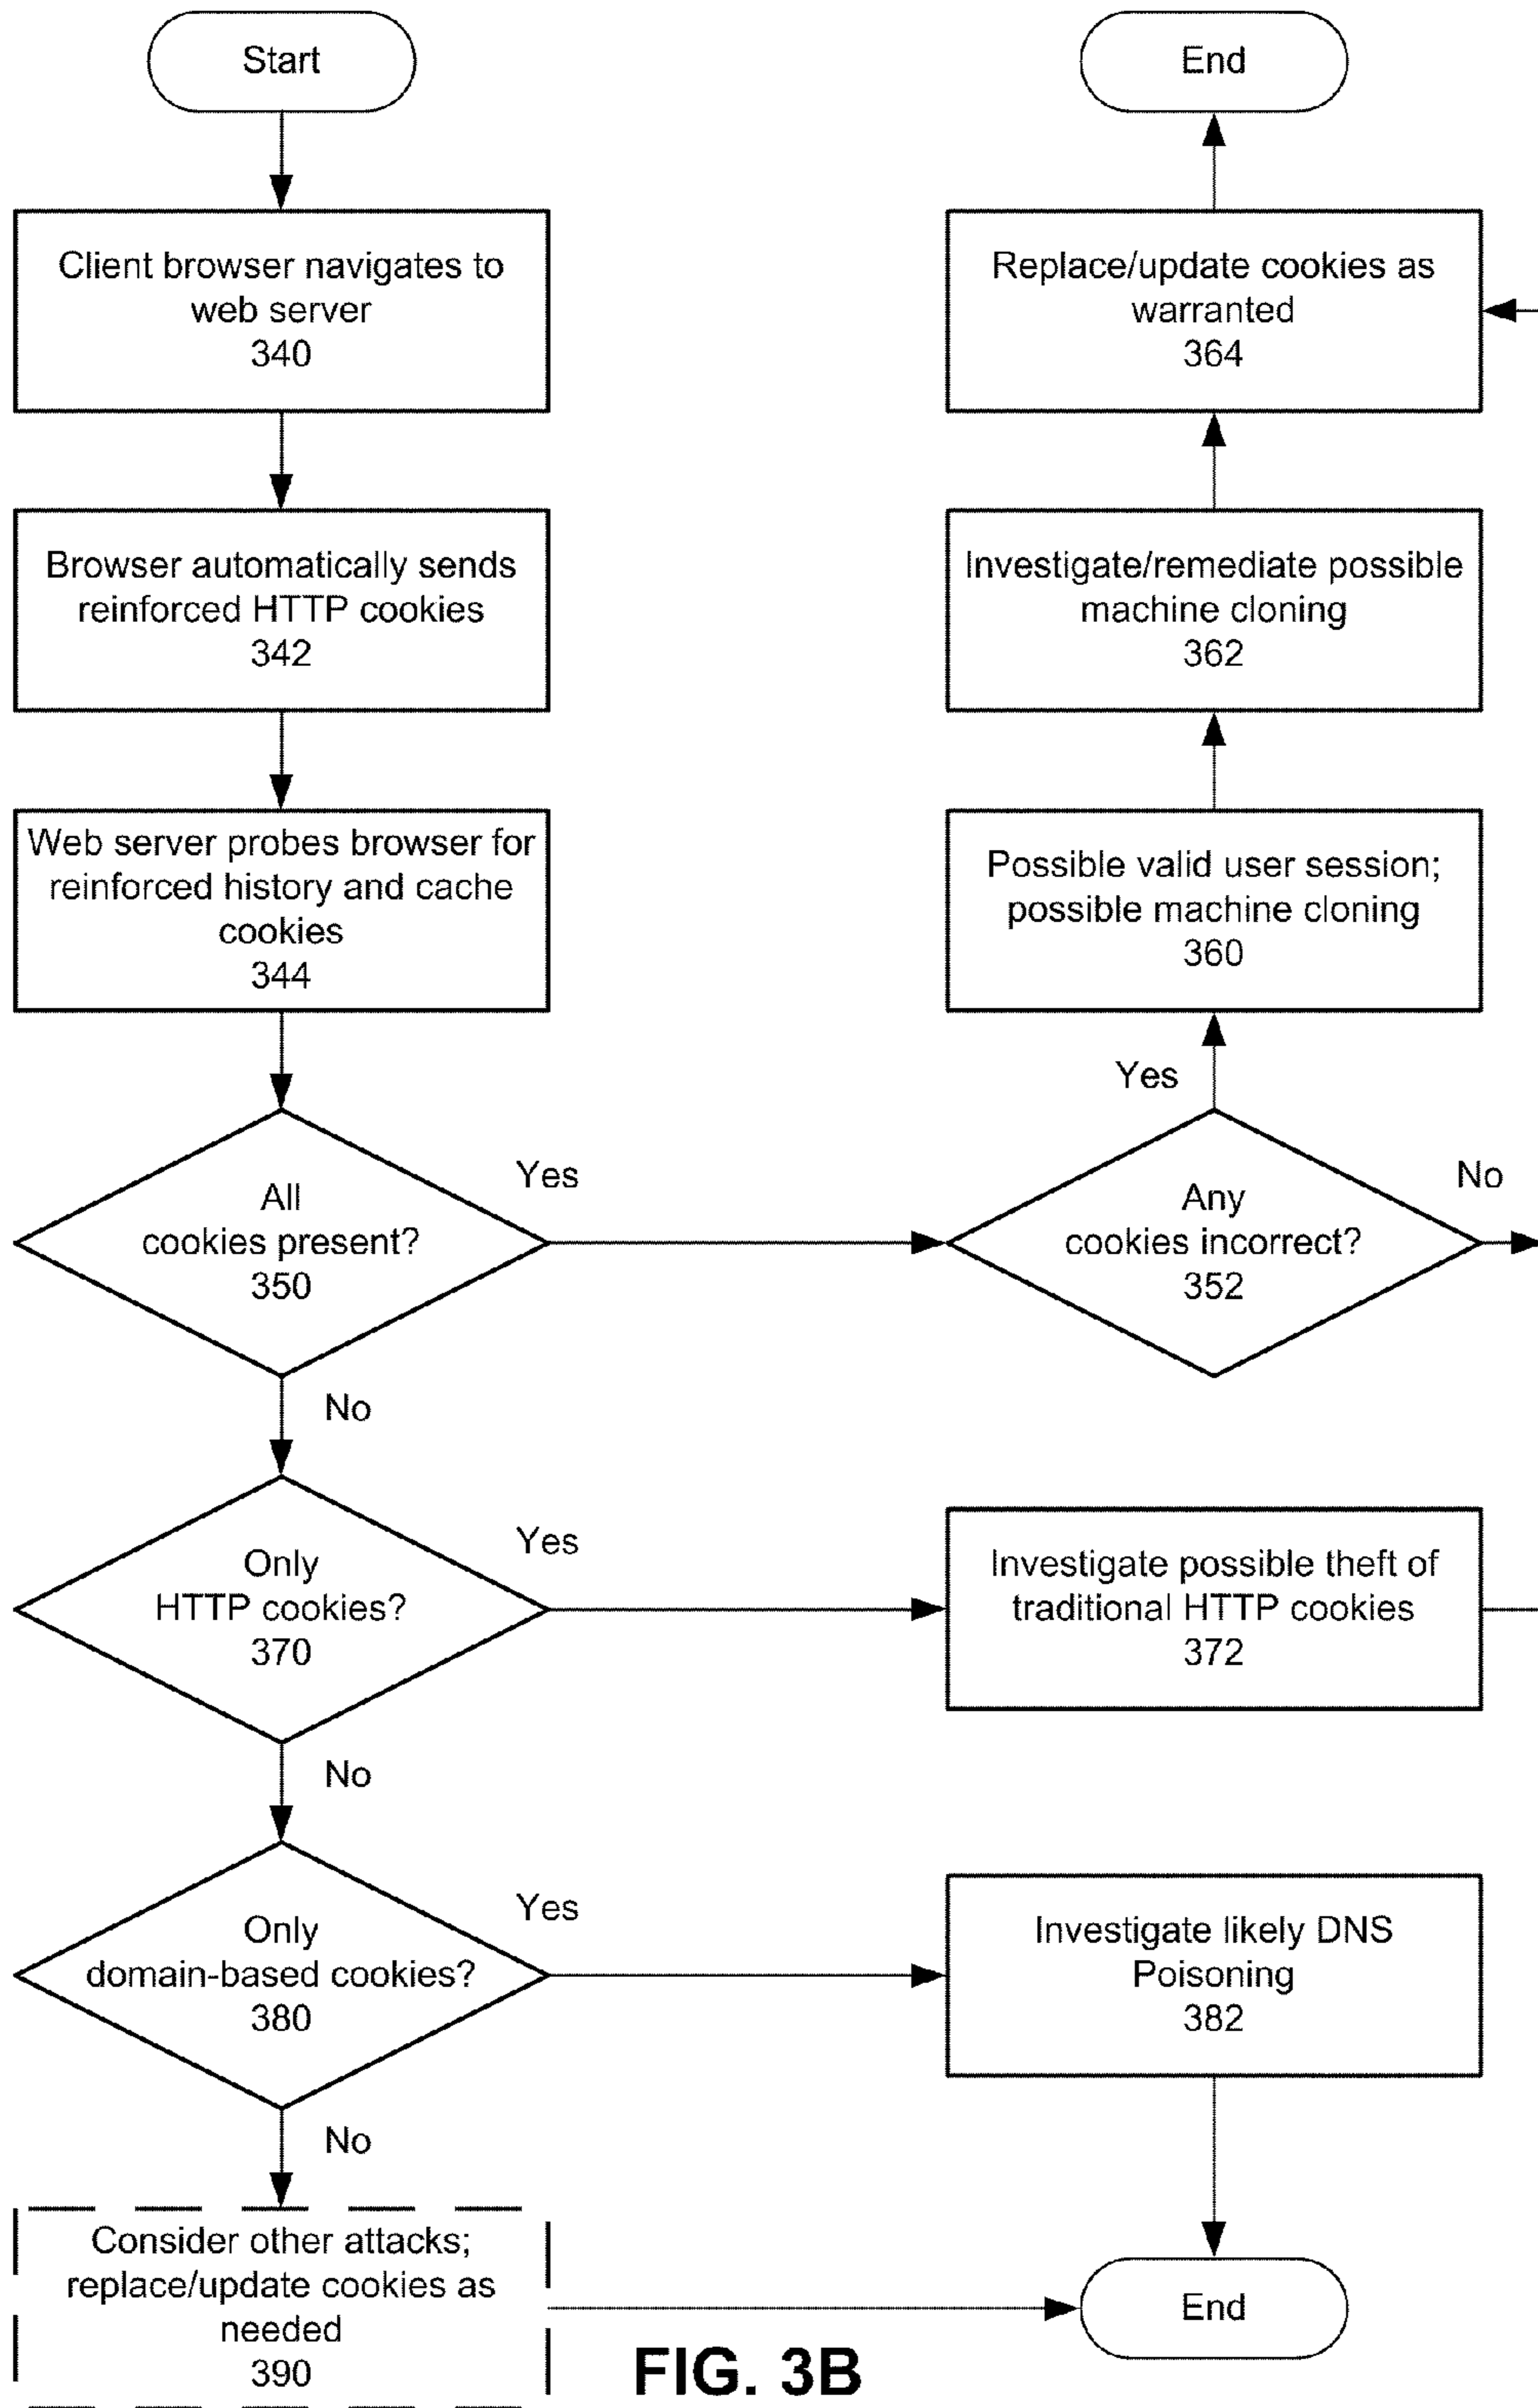 Start
Client browser navigates to
web server
340
Browser automatically sends
reinforced HTTP cookies
342
Web server probes browser for
reinforced history and cache
cookies
344
All
cookies present?
350
Yes
No
Only
HTTP cookies?
370
Yes
No
Only
domain-based cookies?
380
Yes
No
Consider other attacks;
replace/update cookies as
needed
390
End
Replace/update cookies as
warranted
364
Investigate/remediate possible
machine cloning
362
Possible valid user session;
possible machine cloning
360
Yes
Any
cookies incorrect?
352
No
Investigate possible theft of
traditional HTTP cookies
372
Investigate likely DNS
Poisoning
382
End
FIG. 3B